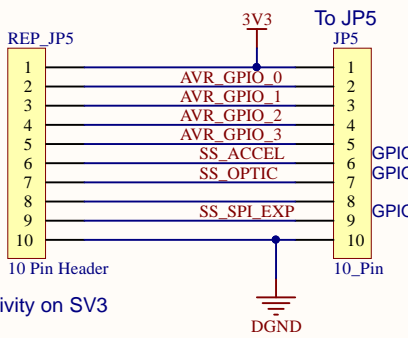 3V3
To JP5
REP_JP5
JP5
1 1
2 AVR_GPIO_0 2
3 AVR_GPIO_1 3
4 AVR_GPIO_2 4
5 AVR_GPIO_3 5
6 SS_ACCEL 6 GPIO
7 SS_OPTIC 7 GPIO
8 8
9 SS_SPI_EXP 9 GPIO
10 10
10 Pin Header
10_Pin
ivity on SV3
DGND